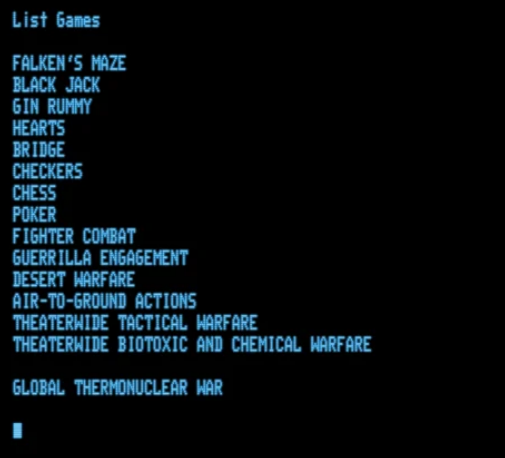 List Games
FALKEN'S MAZE
BLACK JACK
GIN RUMMY
HEARTS
BRIDGE
CHECKERS
CHESS
POKER
FIGHTER COMBAT
GUERRILLA ENGAGEMENT
DESERT WARFARE
AIR-TO-GROUND ACTIONS
THEATERWIDE TACTICAL WARFARE
THEATERWIDE BIOTOXIC AND CHEMICAL WARFARE
GLOBAL THERMONUCLEAR WAR